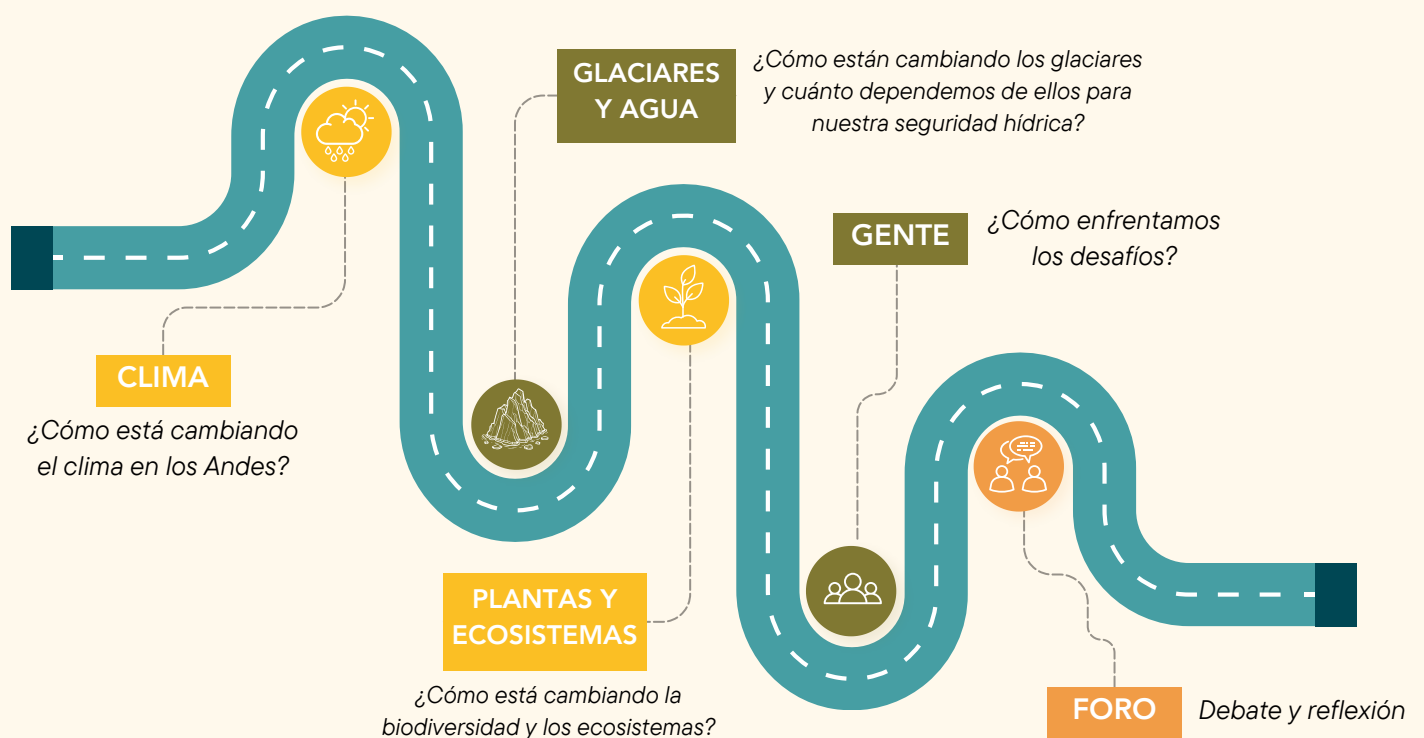 CLIMA
¿Cómo está cambiando
el clima en los Andes?
GLACIARES
Y AGUA
¿Cómo están cambiando los glaciares
y cuánto dependemos de ellos para
nuestra seguridad hídrica?
PLANTAS Y
ECOSISTEMAS
¿Cómo está cambiando la
biodiversidad y los ecosistemas?
GENTE
¿Cómo enfrentamos
los desafíos?
FORO
Debate y reflexión